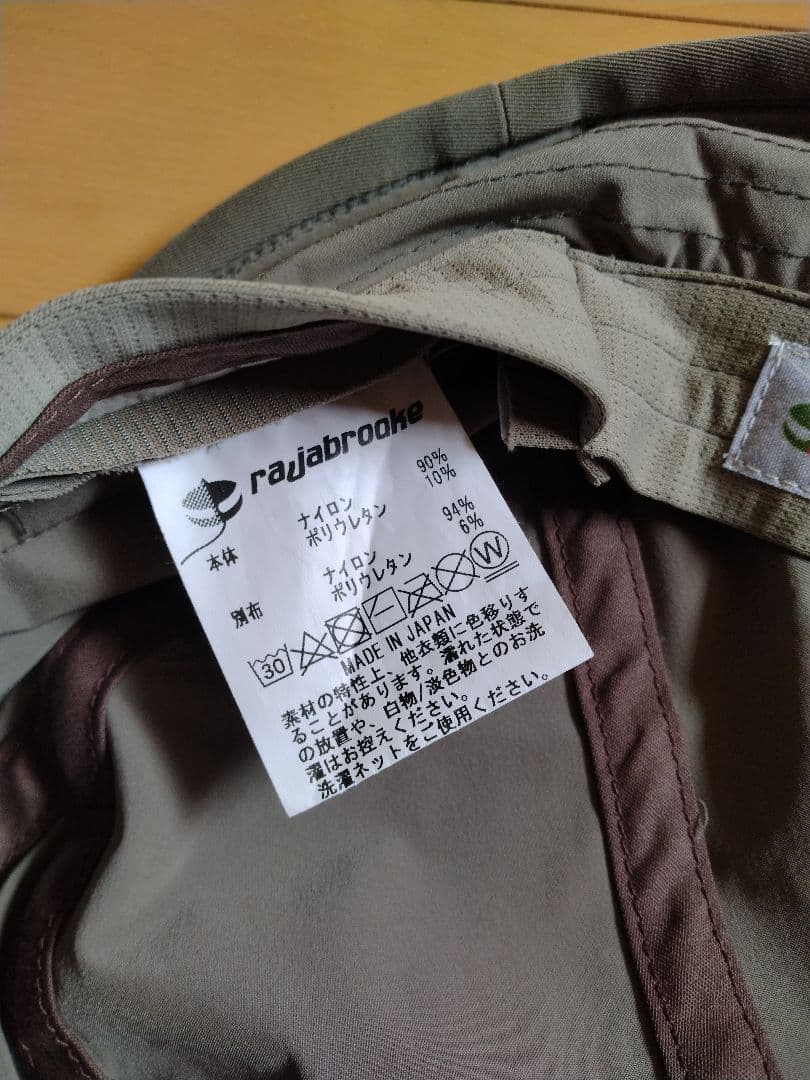 rajabrooke
本体 ナイロン 90%
ポリウレタン 10%
別布 ナイロン 94%
ポリウレタン 6%
30 W
MADE IN JAPAN
素材の特性上、他衣類に色移りす
ることがあります。濡れた状態で
の放置や、白物/淡色物とのお洗
濯はお控えください。
洗濯ネットをご使用ください。